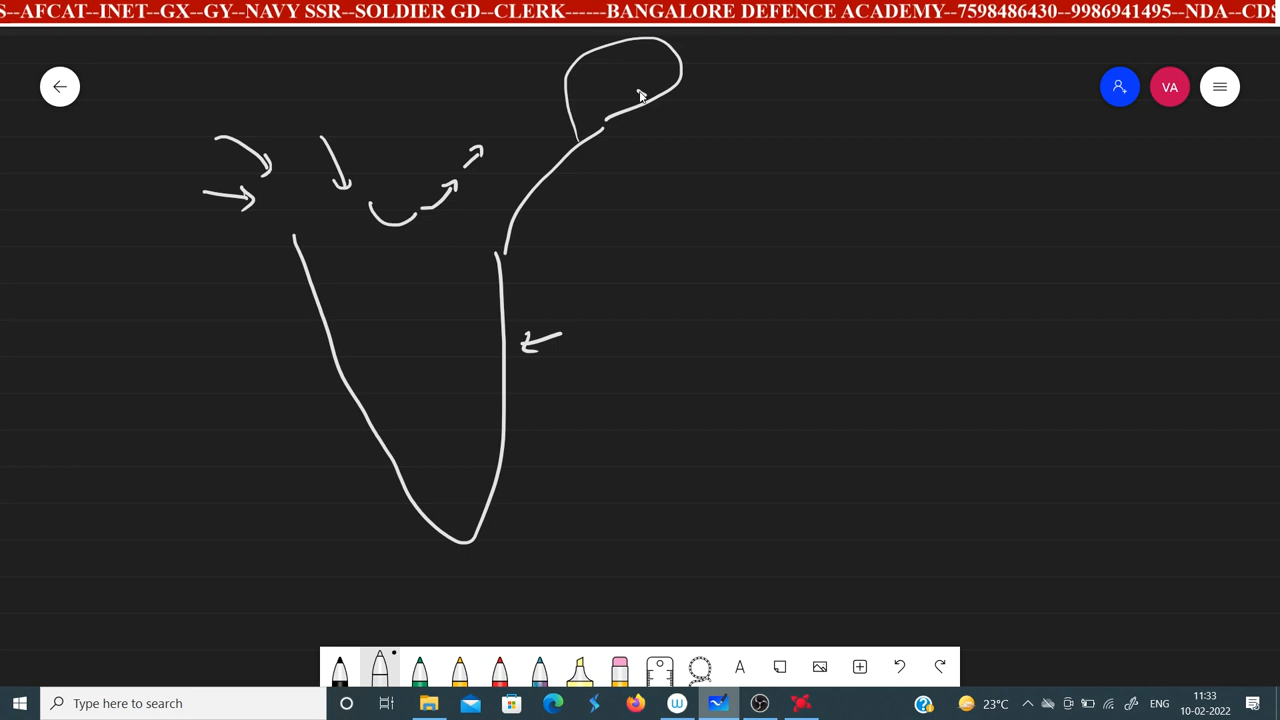 S--AFCAT-INET--GX--GY--NAVY SSR--SOLDIER GD--CLERK------BANGALORE DEFENCE ACADEMY--7598486430--9986941495--NDA--CDS
VA
A
Type here to search
23°C
ENG
11:33
10-02-2022